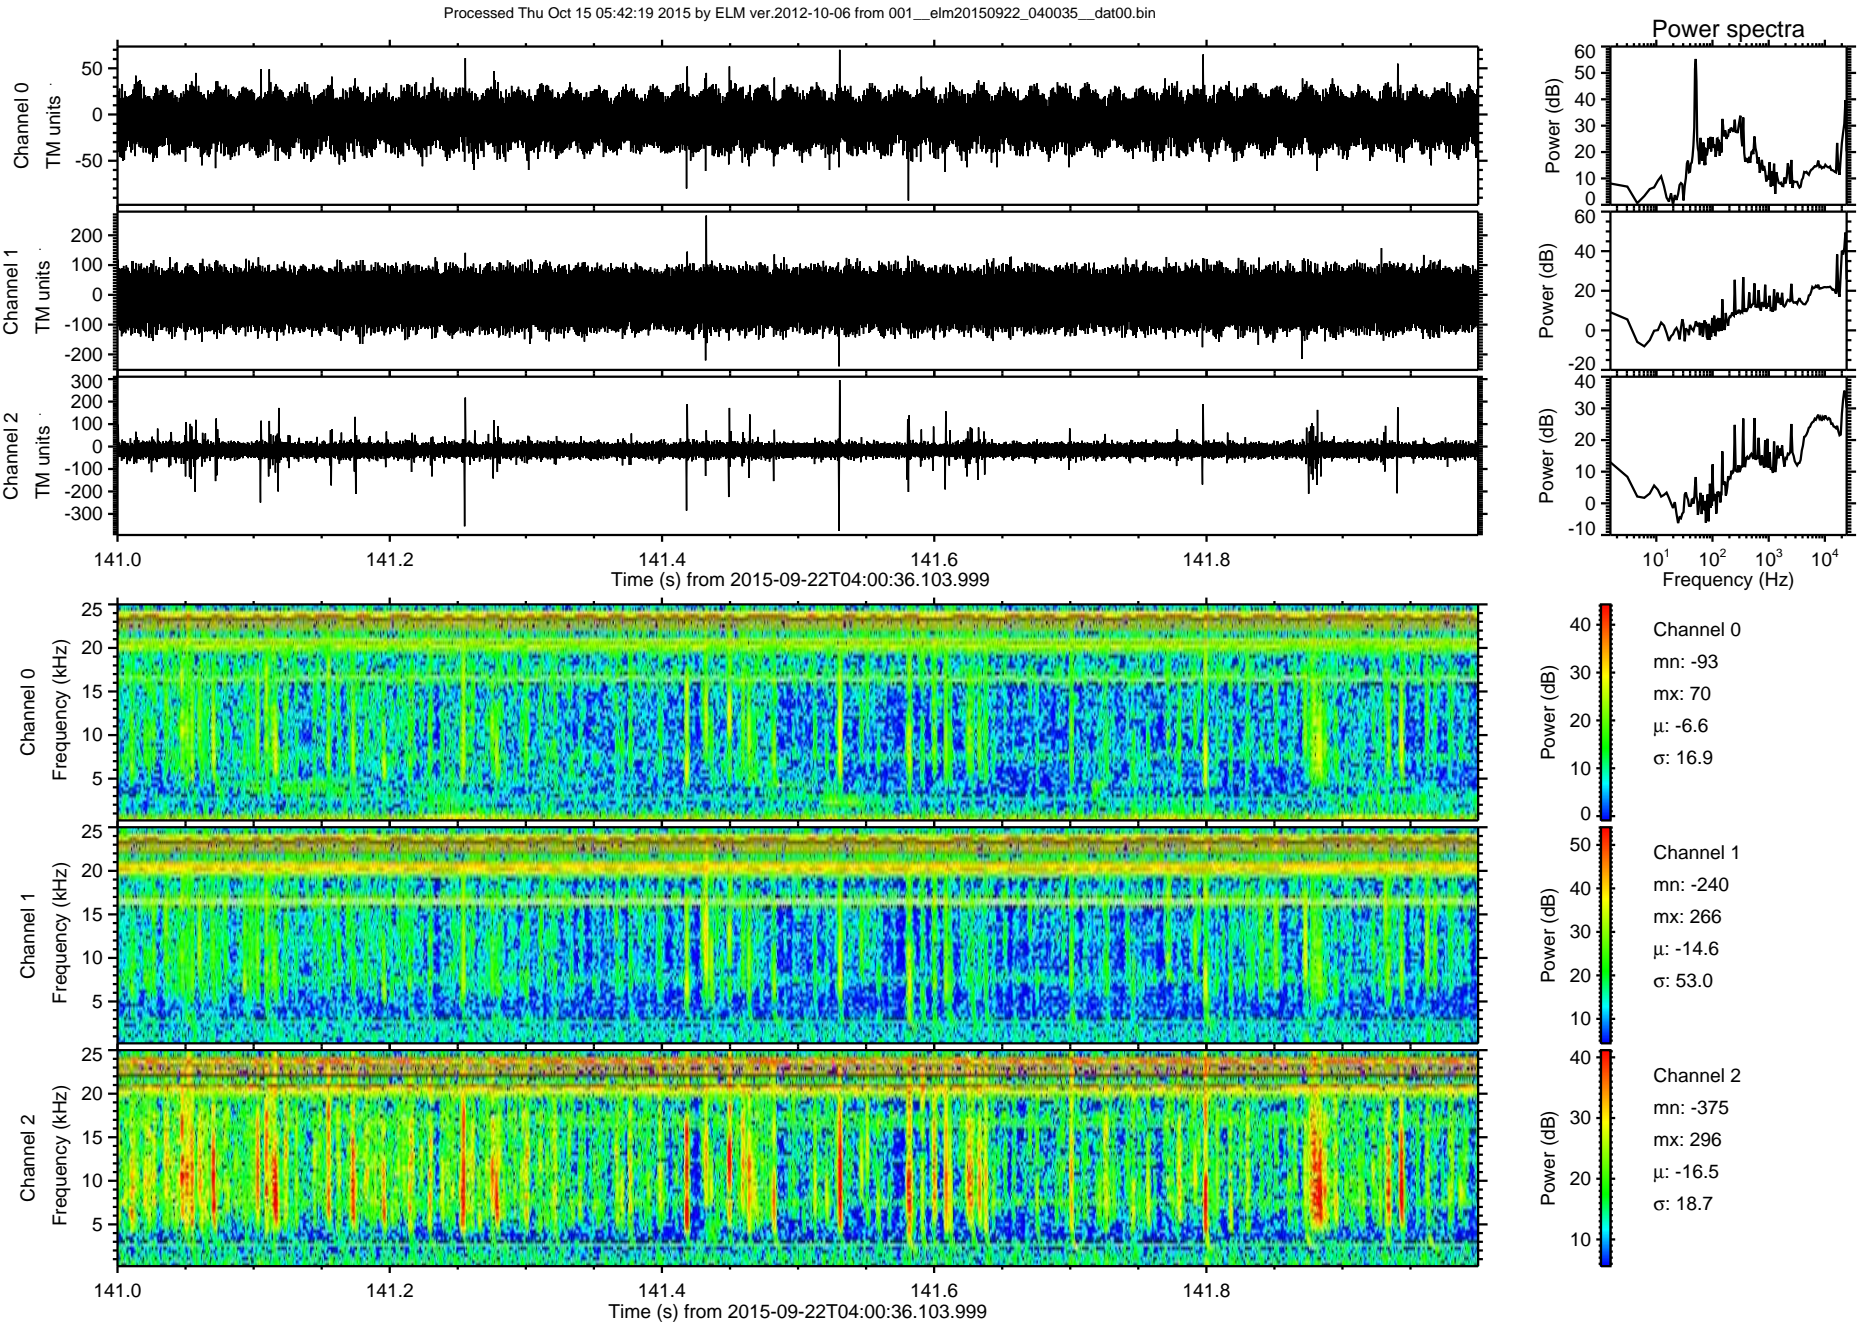 Processed Thu Oct 15 05:42:19 2015 by ELM ver.2012-10-06 from 001__elm20150922_040035__dat00.bin
Power spectra
Channel 0
TM units
50
0
-50
Power (dB)
60
50
40
30
20
10
0
Channel 1
TM units
200
100
0
-100
-200
Power (dB)
60
40
20
0
-20
Channel 2
TM units
300
200
100
0
-100
-200
-300
Power (dB)
40
30
20
10
0
-10
141.0 141.2 141.4 141.6 141.8
Time (s) from 2015-09-22T04:00:36.103.999
10¹ 10² 10³ 10⁴
Frequency (Hz)
Channel 0
Frequency (kHz)
25
20
15
10
5
Power (dB)
40
30
20
10
0
Channel 0
mn: -93
mx: 70
μ: -6.6
σ: 16.9
Channel 1
Frequency (kHz)
25
20
15
10
5
Power (dB)
50
40
30
20
10
Channel 1
mn: -240
mx: 266
μ: -14.6
σ: 53.0
Channel 2
Frequency (kHz)
25
20
15
10
5
Power (dB)
40
30
20
10
Channel 2
mn: -375
mx: 296
μ: -16.5
σ: 18.7
141.0 141.2 141.4 141.6 141.8
Time (s) from 2015-09-22T04:00:36.103.999